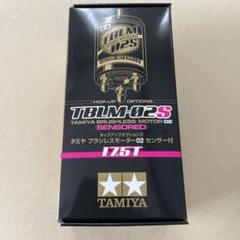 TBLM
02S
HOP-UP OPTIONS
TBLM-02S
TAMIYA BRUSHLESS MOTOR 02
SENSORED
ホップアップオプションズ
タミヤ ブラシレスモーター02 センサー付
17.5T
TAMIYA